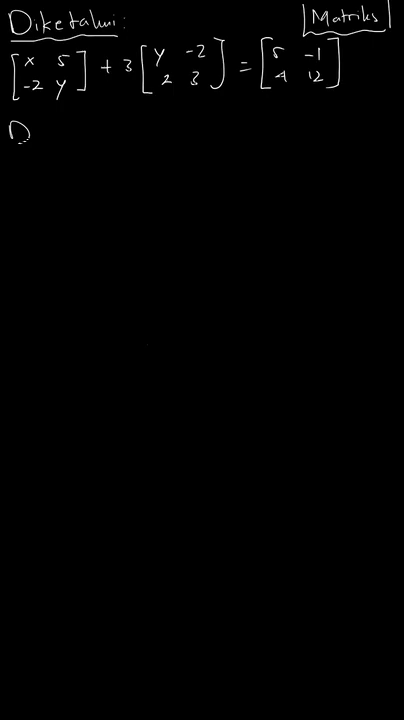 Diketahui: Matriks
[x 5] + 3 [y -2] = [5 -1]
[-2 y] [2 3] [4 12]
D